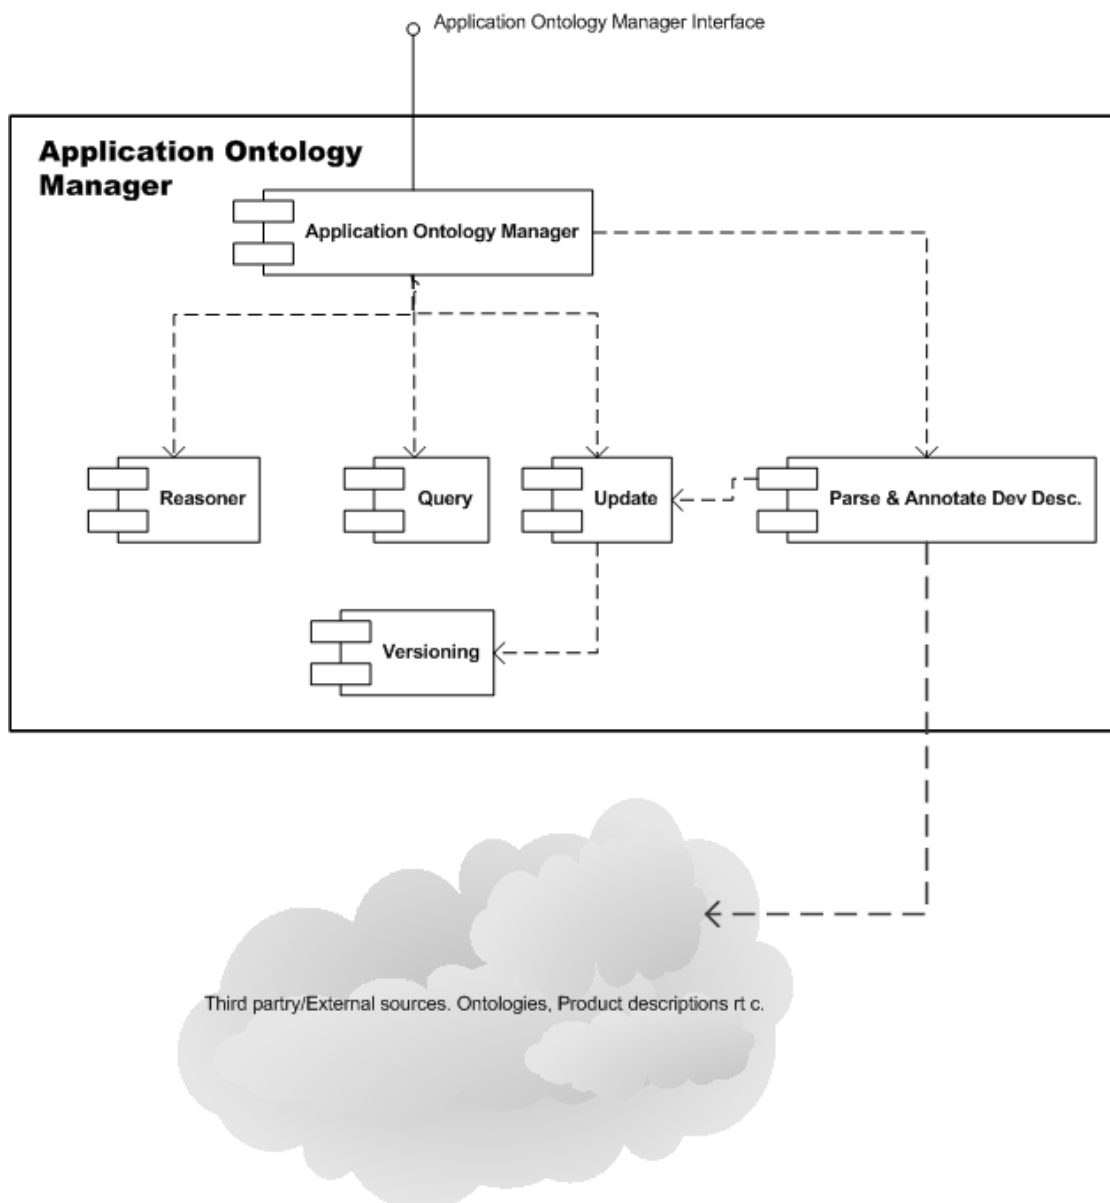 Application Ontology Manager Interface
Application Ontology
Manager
Application Ontology Manager
Reasoner
Query
Update
Parse & Annotate Dev Desc.
Versioning
Third partry/External sources. Ontologies, Product descriptions rt c.